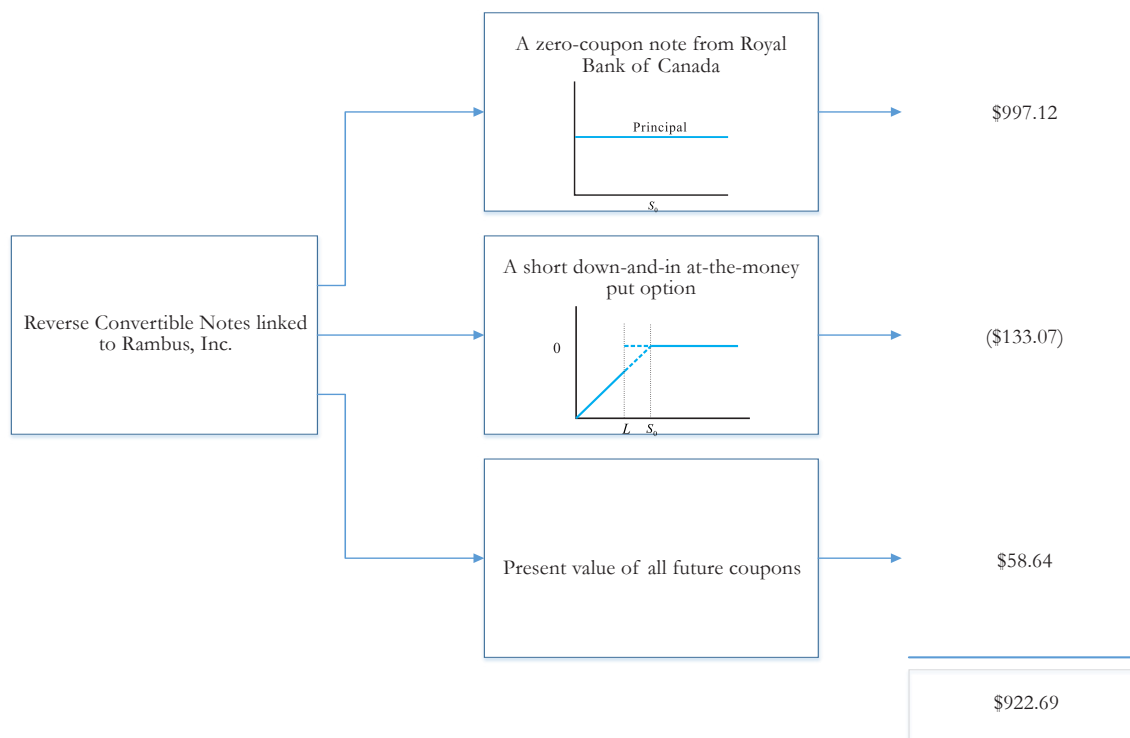 A zero-coupon note from Royal
Bank of Canada
Principal
S₀
$997.12
Reverse Convertible Notes linked
to Rambus, Inc.
A short down-and-in at-the-money
put option
0
L S₀
($133.07)
Present value of all future coupons
$58.64
$922.69